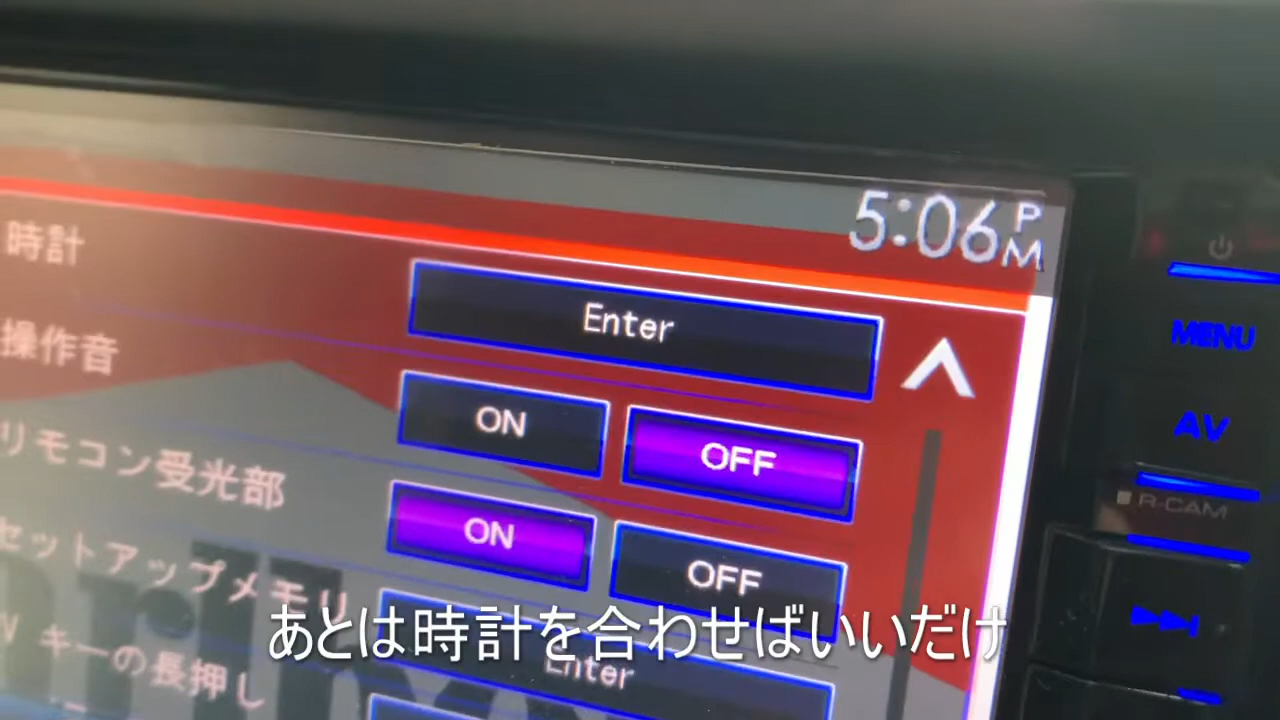 5:06 PM
時計
Enter
操作音
ON
OFF
リモコン受光部
ON
OFF
セットアップメモリ
Enter
キーの長押し
MENU
AV
R-CAM
あとは時計を合わせばいいだけ